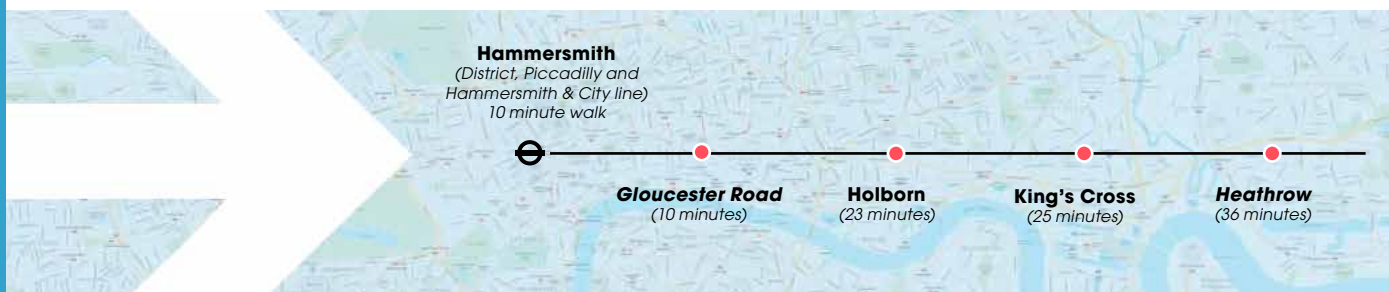 Hammersmith
(District, Piccadilly and
Hammersmith & City line)
10 minute walk
Gloucester Road
(10 minutes)
Holborn
(23 minutes)
King's Cross
(25 minutes)
Heathrow
(36 minutes)